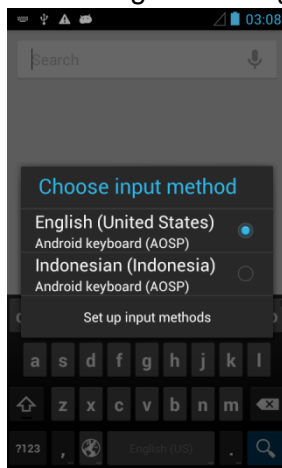 03:08
Search
Choose input method
English (United States)
Android keyboard (AOSP)
Indonesian (Indonesia)
Android keyboard (AOSP)
Set up input methods
a s d f g h j k l
z x c v b n m
?123 , English (US) .